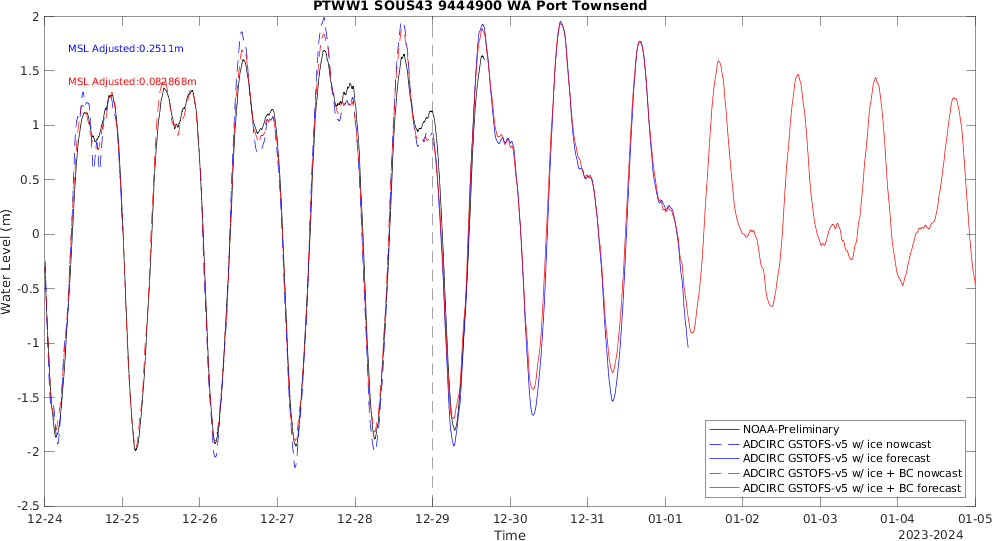 PTWW1 SOUS43 9444900 WA Port Townsend
2
1.5
1
0.5
0
-0.5
-1
-1.5
-2
-2.5
Water Level (m)
MSL Adjusted:0.2511m
MSL Adjusted:0.082868m
NOAA-Preliminary
ADCIRC GSTOFS-v5 w/ ice nowcast
ADCIRC GSTOFS-v5 w/ ice forecast
ADCIRC GSTOFS-v5 w/ ice + BC nowcast
ADCIRC GSTOFS-v5 w/ ice + BC forecast
12-24 12-25 12-26 12-27 12-28 12-29 12-30 12-31 01-01 01-02 01-03 01-04 01-05
Time
2023-2024